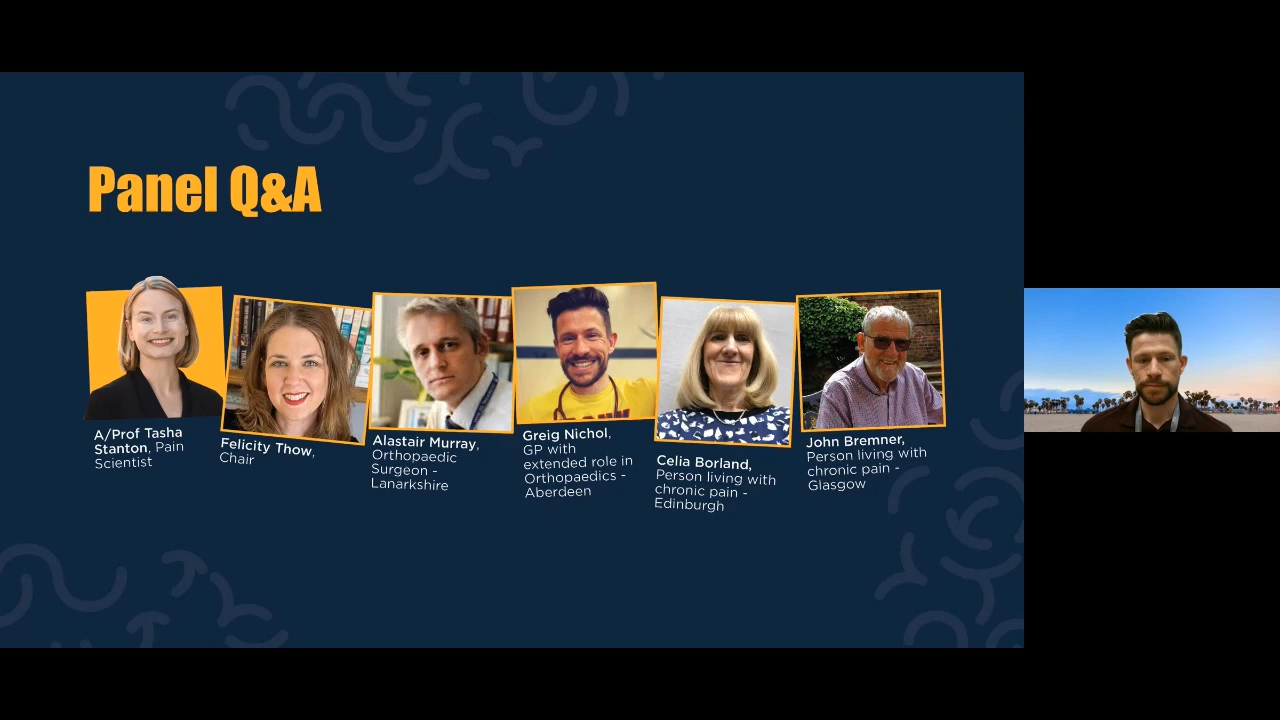 Panel Q&A
A/Prof Tasha
Stanton, Pain
Scientist
Felicity Thow,
Chair
Alastair Murray,
Orthopaedic
Surgeon -
Lanarkshire
Greig Nichol,
GP with
extended role in
Orthopaedics -
Aberdeen
Celia Borland,
Person living with
chronic pain -
Edinburgh
John Bremner,
Person living with
chronic pain -
Glasgow